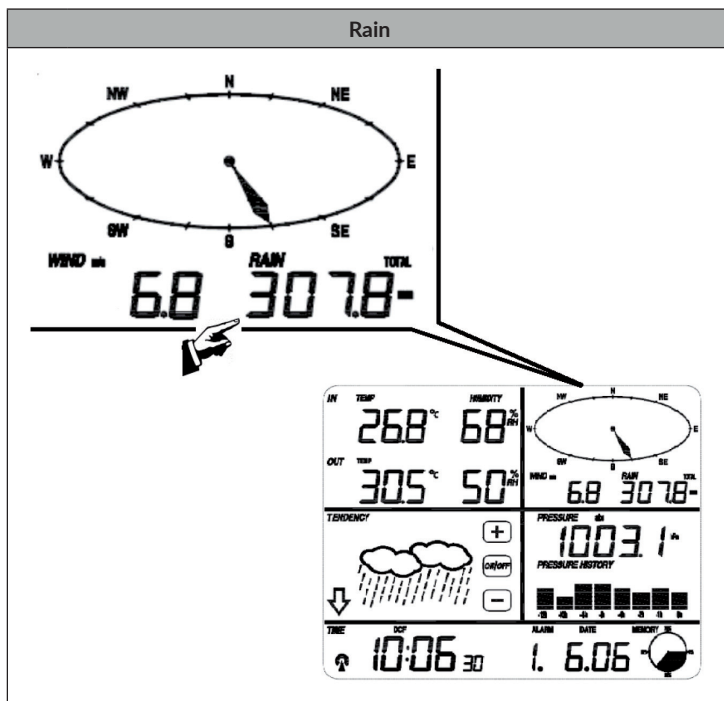 Rain
N
NW NE
W E
SW SE
S
WIND m/s RAIN TOTAL
6.8 307.8
IN TEMP HUMIDITY
26.8 °C 68 % RH
OUT TEMP
30.5 °C 50 % RH
N
NW NE
W E
SW SE
S
WIND RAIN TOTAL
6.8 307.8
TENDENCY
+
ON/OFF
−
PRESSURE abs
1003.1
PRESSURE HISTORY
TIME DCF
10:06 30
ALARM DATE MEMORY
1. 6.06